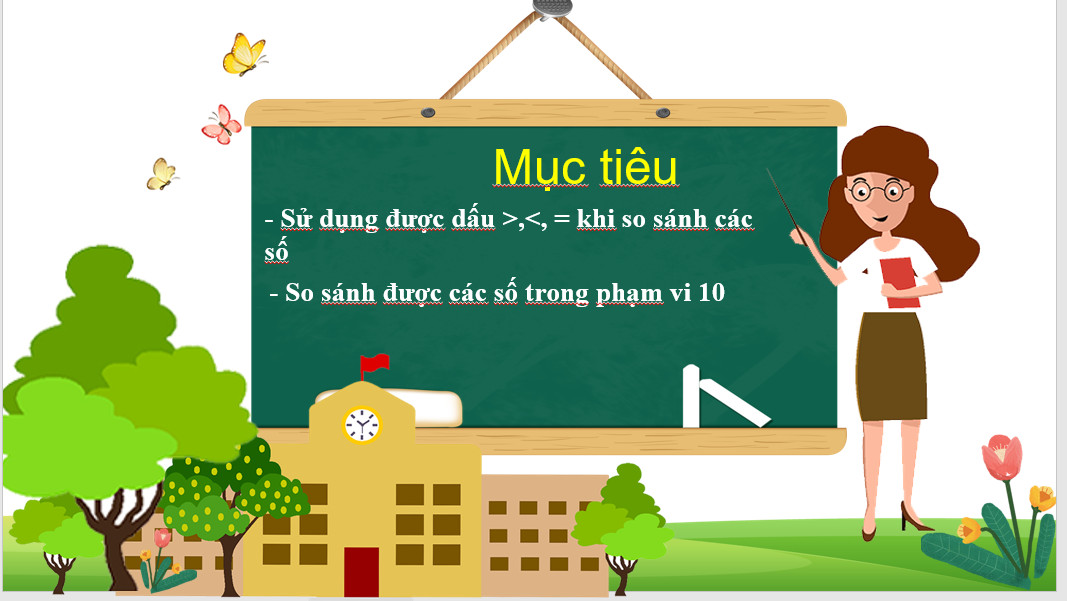 Mục tiêu
- Sử dụng được dấu >,<, = khi so sánh các
số
- So sánh được các số trong phạm vi 10